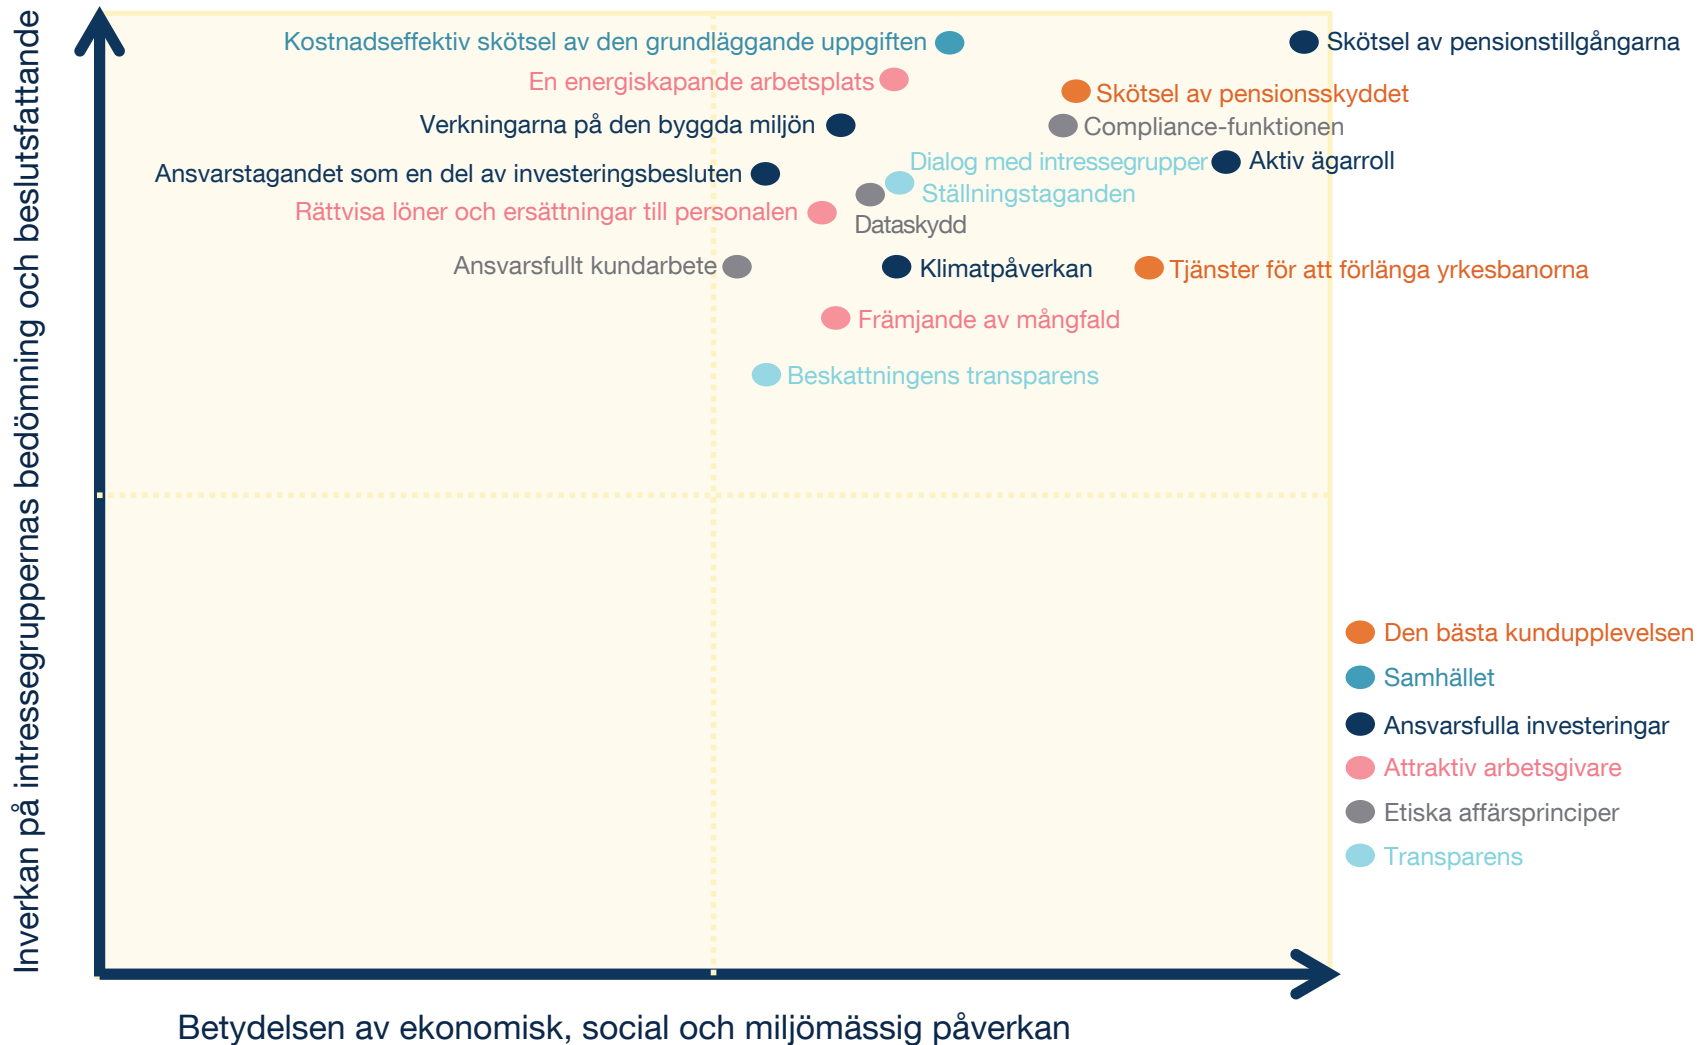 Inverkan på intressegruppernas bedömning och beslutsfattande
Kostnadseffektiv skötsel av den grundläggande uppgiften
Skötsel av pensionstillgångarna
En energiskapande arbetsplats
Skötsel av pensionsskyddet
Verkningarna på den byggda miljön
Compliance-funktionen
Dialog med intressegrupper
Aktiv ägarroll
Ansvarstagandet som en del av investeringsbesluten
Ställningstaganden
Rättvisa löner och ersättningar till personalen
Dataskydd
Ansvarsfullt kundarbete
Klimatpåverkan
Tjänster för att förlänga yrkesbanorna
Främjande av mångfald
Beskattningens transparens
Den bästa kundupplevelsen
Samhället
Ansvarsfulla investeringar
Attraktiv arbetsgivare
Etiska affärsprinciper
Transparens
Betydelsen av ekonomisk, social och miljömässig påverkan